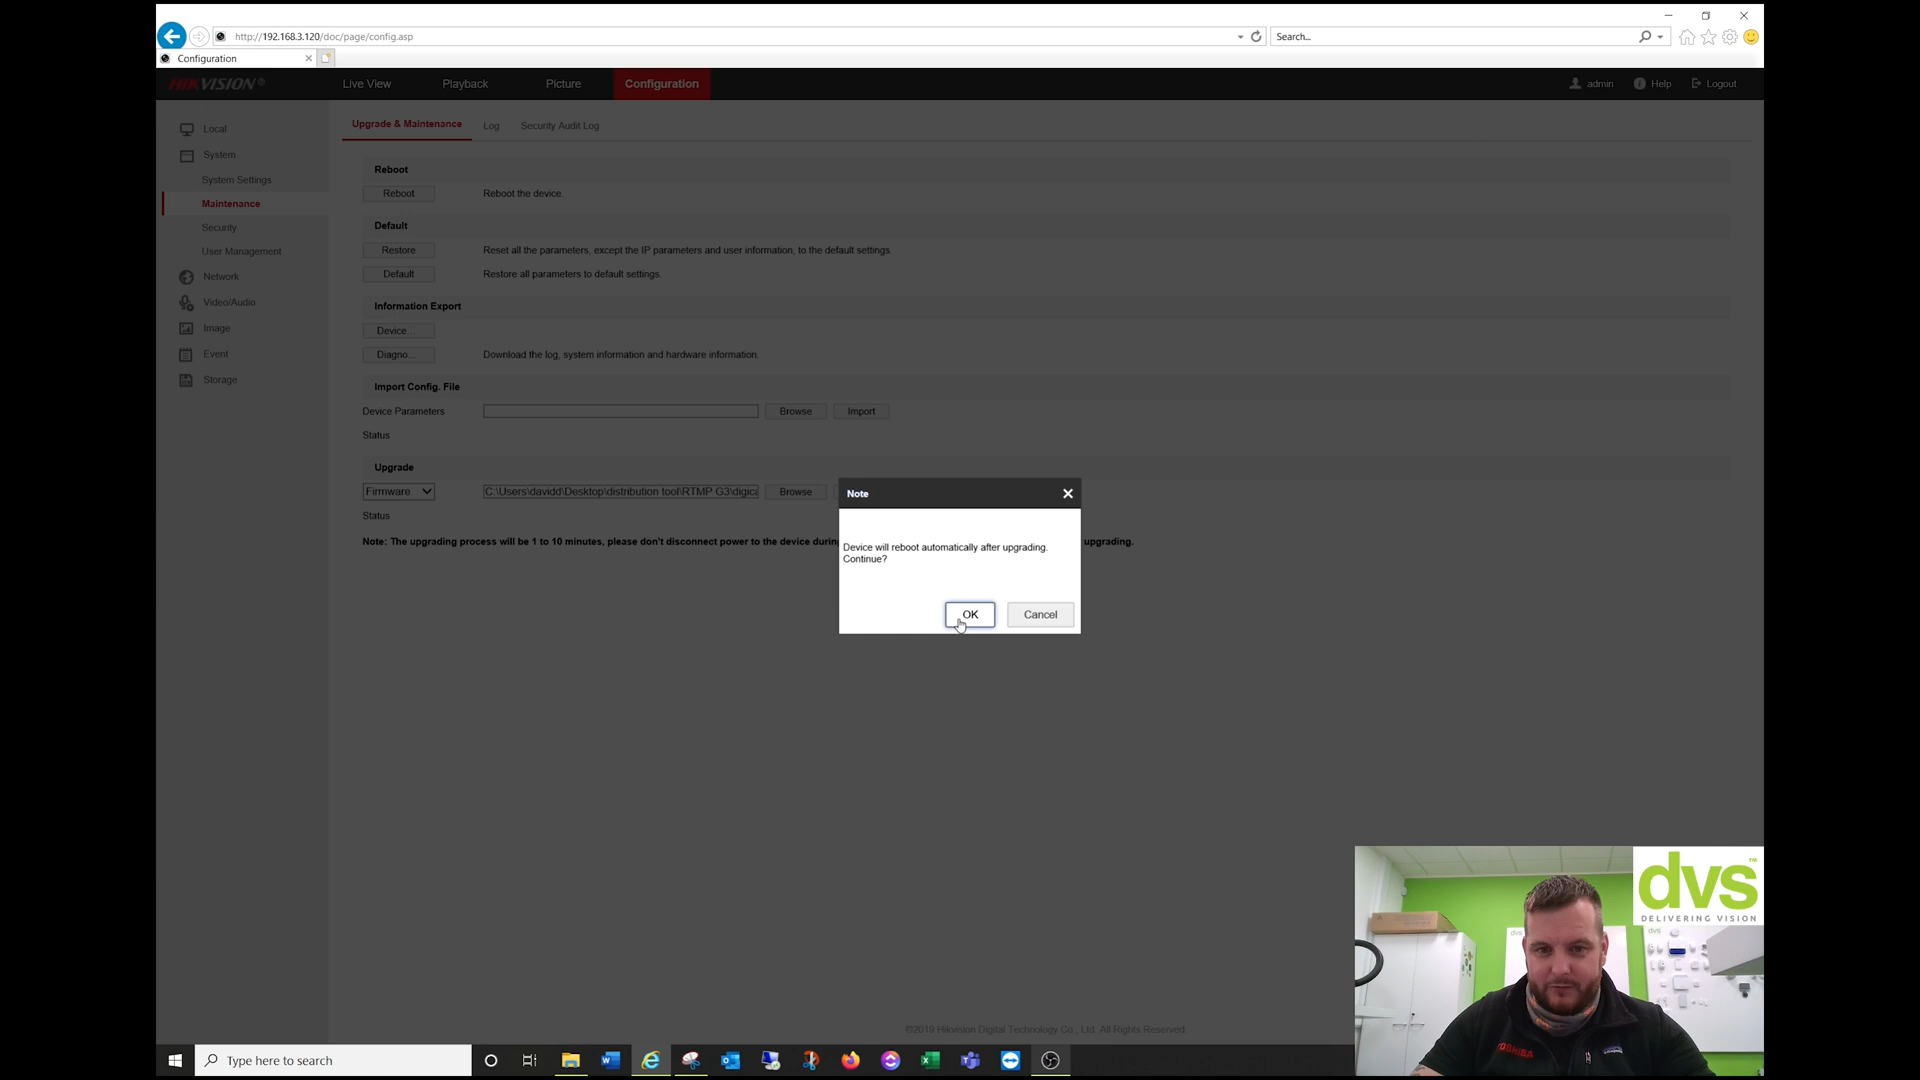 http://192.168.3.120/doc/page/config.asp
Search...
Configuration
HIKVISION®
Live View
Playback
Picture
Configuration
admin
Help
Logout
Local
System
System Settings
Maintenance
Security
User Management
Network
Video/Audio
Image
Event
Storage
Upgrade & Maintenance
Log
Security Audit Log
Reboot
Reboot
Reboot the device.
Default
Restore
Reset all the parameters, except the IP parameters and user information, to the default settings.
Default
Restore all parameters to default settings.
Information Export
Device...
Diagno...
Download the log, system information and hardware information.
Import Config. File
Device Parameters
Browse
Import
Status
Upgrade
Firmware
C:\Users\davidd\Desktop\distribution tool\RTMP G3\digica
Browse
Status
Note: The upgrading process will be 1 to 10 minutes, please don't disconnect power to the device durin
upgrading.
Note
Device will reboot automatically after upgrading.
Continue?
OK
Cancel
©2019 Hikvision Digital Technology Co., Ltd. All Rights Reserved.
dvs™
DELIVERING VISION
dvs
dvs
TOSHIBA
Type here to search